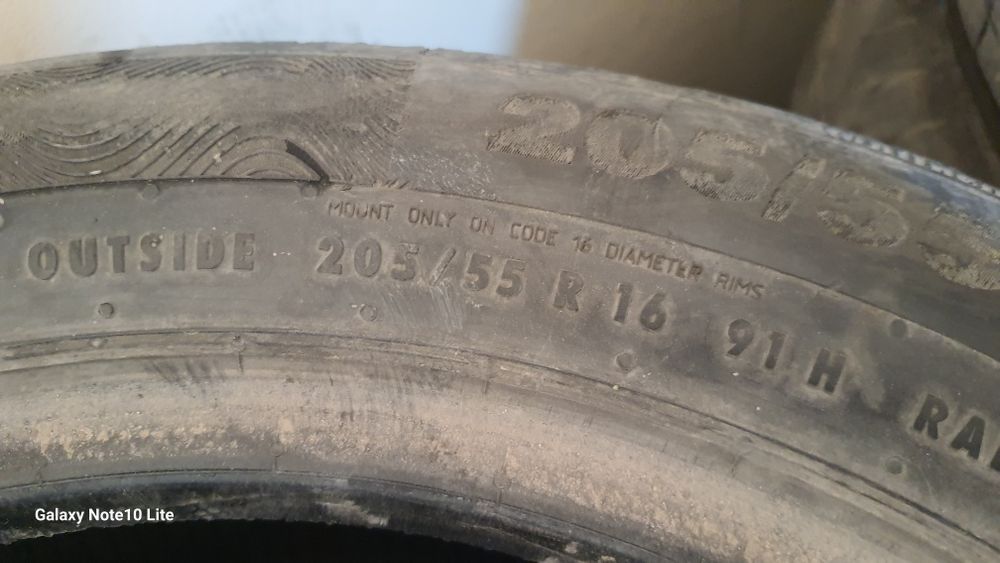 205/55
MOUNT ONLY ON CODE 16 DIAMETER RIMS
OUTSIDE 205/55 R 16 91 H
Galaxy Note10 Lite